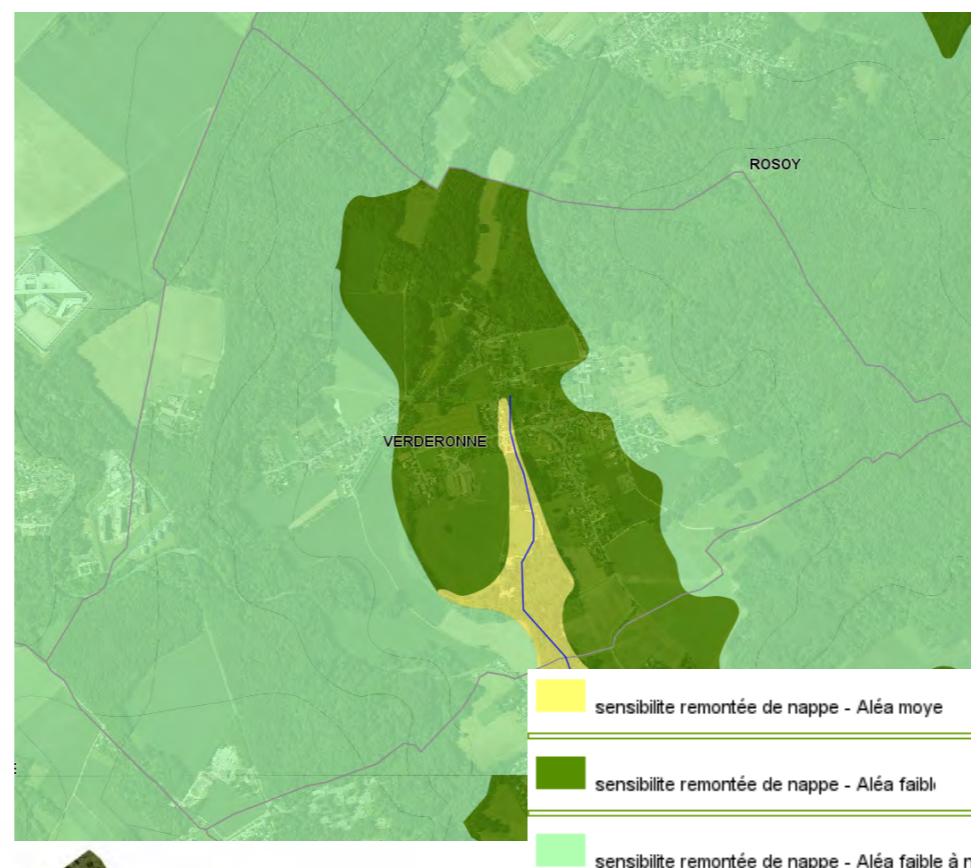 ROSOY
VERDERONNE
sensibilite remontée de nappe - Aléa moye
sensibilite remontée de nappe - Aléa faibl
sensibilite remontée de nappe - Aléa faible à n